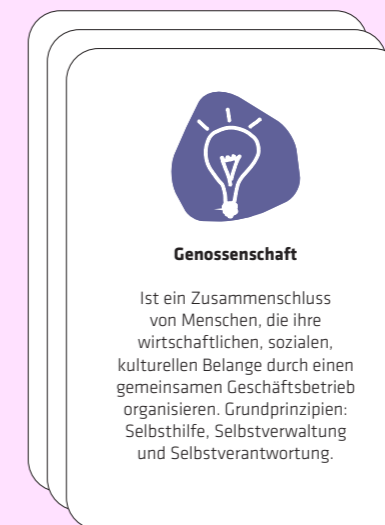 Genossenschaft
Ist ein Zusammenschluss
von Menschen, die ihre
wirtschaftlichen, sozialen,
kulturellen Belange durch einen
gemeinsamen Geschäftsbetrieb
organisieren. Grundprinzipien:
Selbsthilfe, Selbstverwaltung
und Selbstverantwortung.